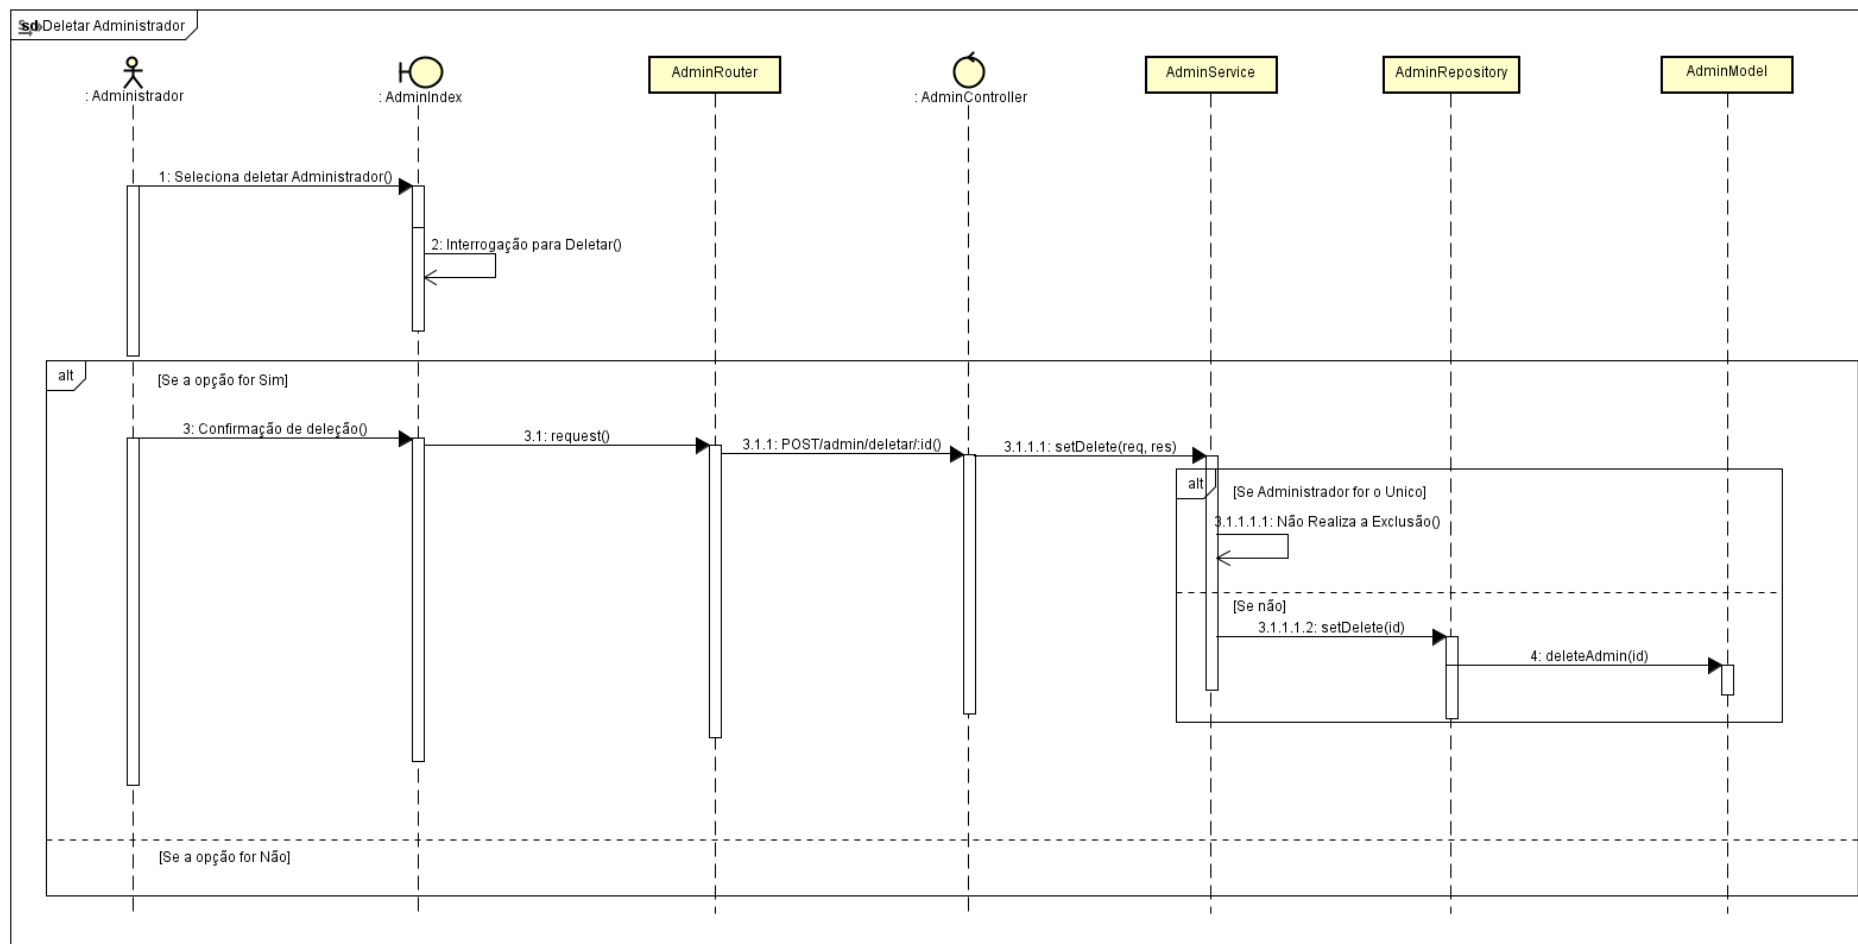 sd Deletar Administrador
: Administrador
: AdminIndex
AdminRouter
: AdminController
AdminService
AdminRepository
AdminModel
1: Seleciona deletar Administrador()
2: Interrogação para Deletar()
alt
[Se a opção for Sim]
3: Confirmação de deleção()
3.1: request()
3.1.1: POST/admin/deletar/:id()
3.1.1.1: setDelete(req, res)
alt
[Se Administrador for o Unico]
3.1.1.1.1: Não Realiza a Exclusão()
[Se não]
3.1.1.1.2: setDelete(id)
4: deleteAdmin(id)
[Se a opção for Não]